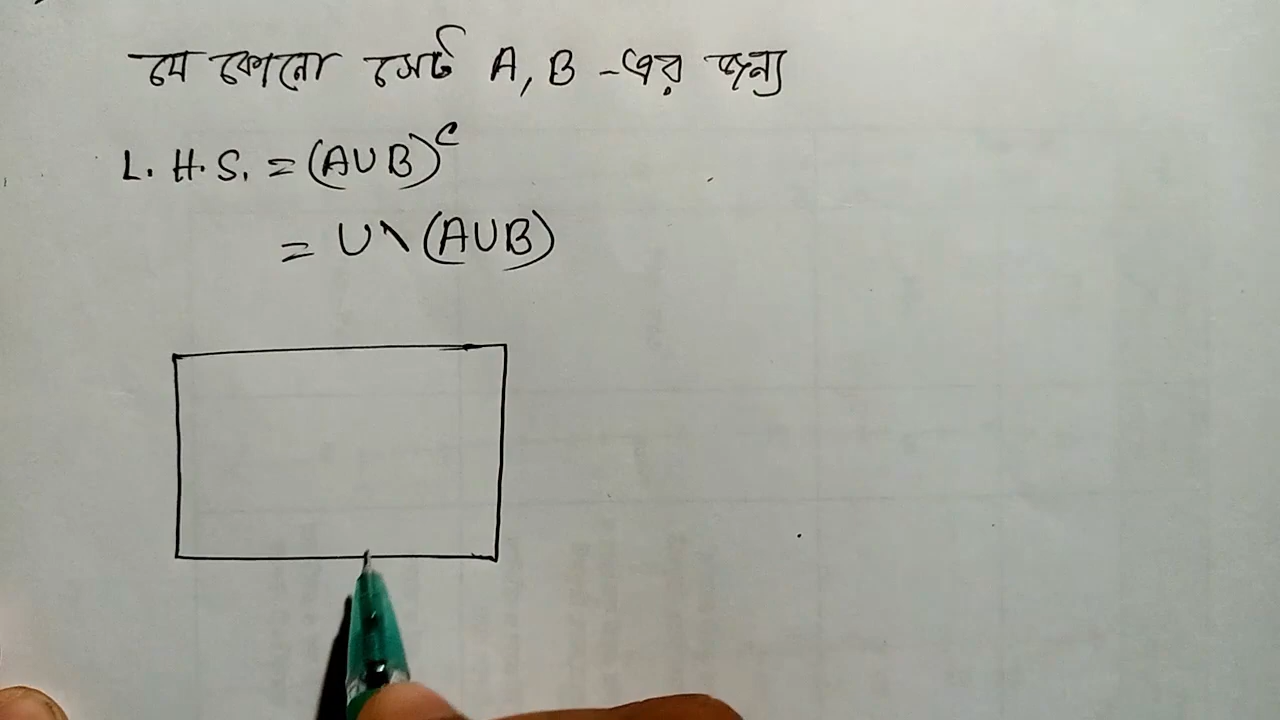 যে কোনো সেট A, B -এর জন্য
L.H.S. = (A∪B)ᶜ
= U \ (A∪B)